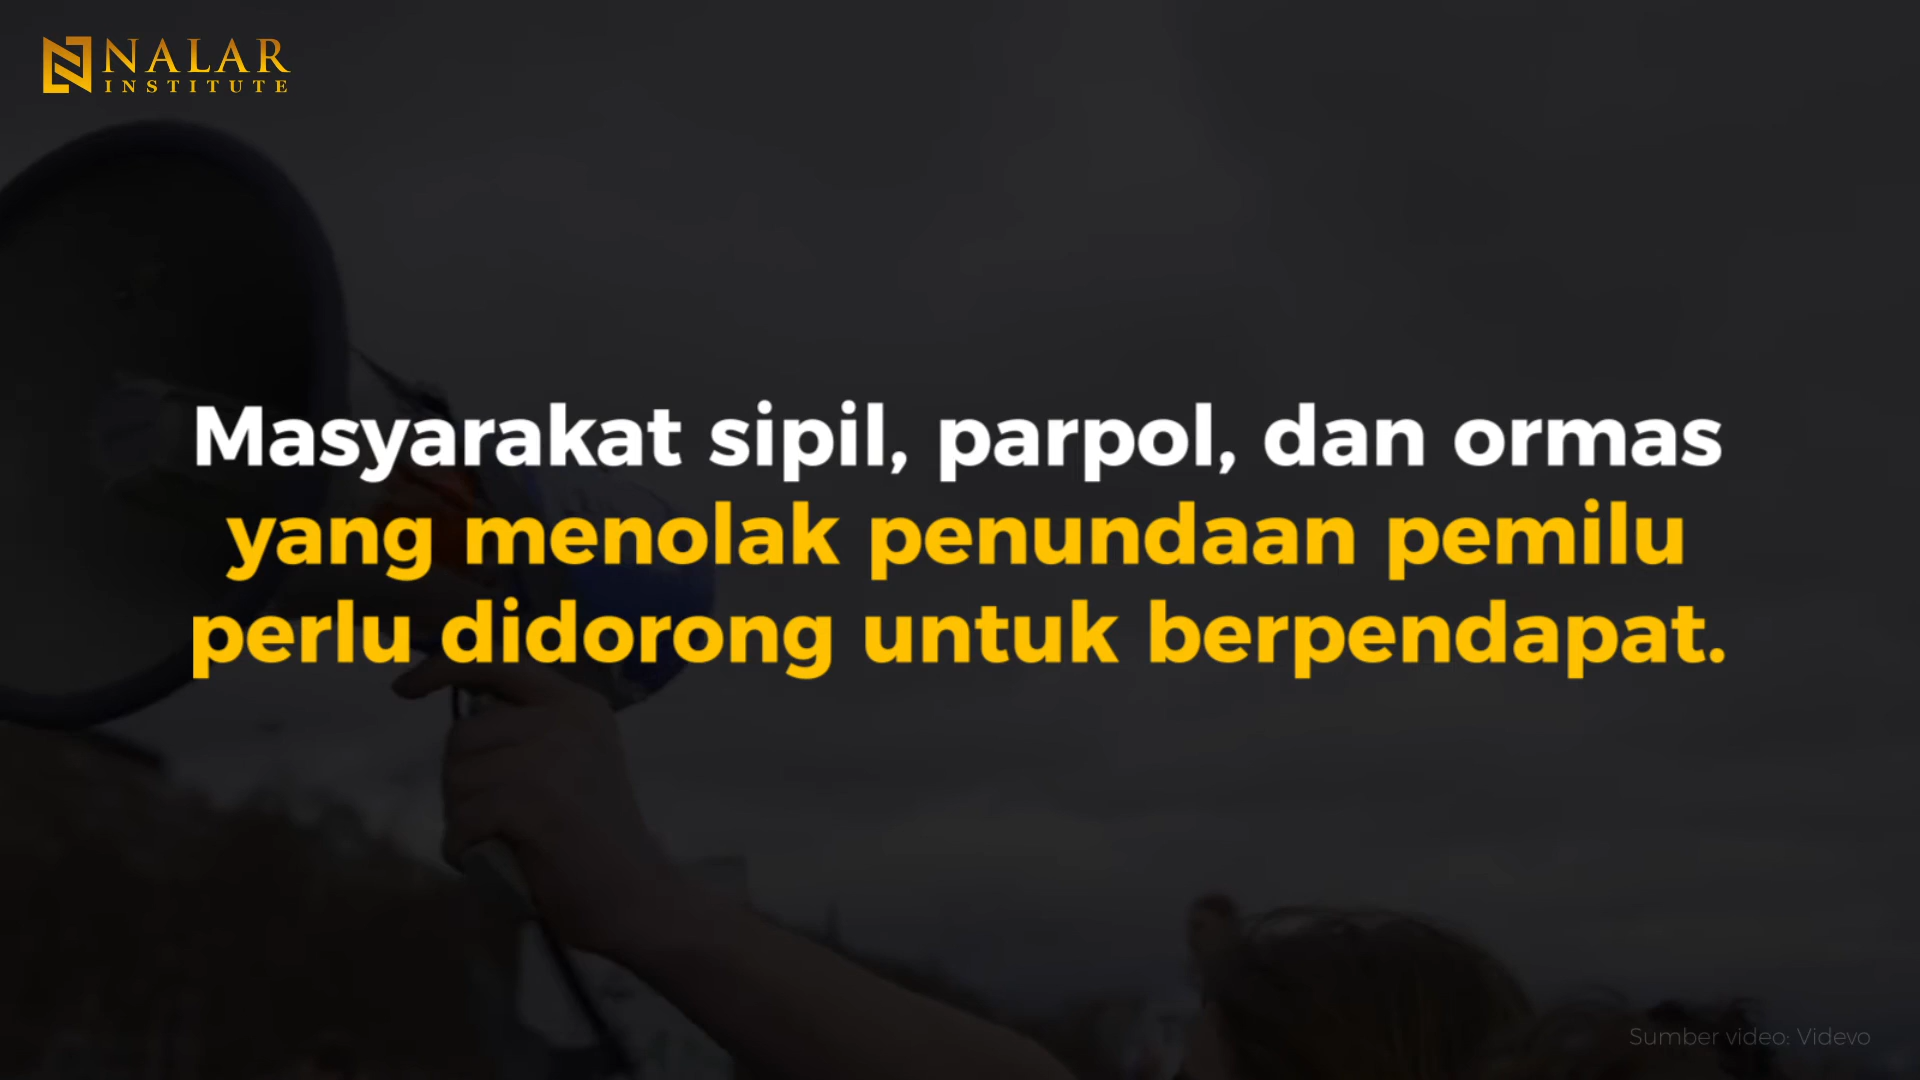 NALAR
INSTITUTE
Masyarakat sipil, parpol, dan ormas
yang menolak penundaan pemilu
perlu didorong untuk berpendapat.
Sumber video: Videvo